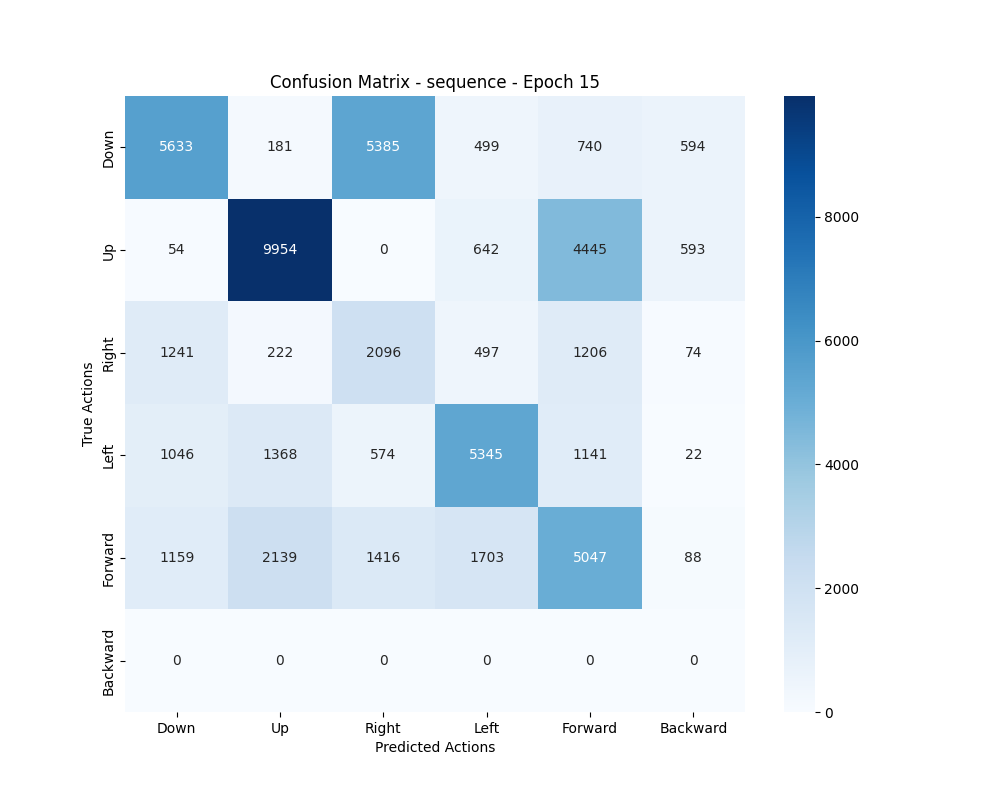 Confusion Matrix - sequence - Epoch 15
True Actions
Down 5633 181 5385 499 740 594
Up 54 9954 0 642 4445 593
Right 1241 222 2096 497 1206 74
Left 1046 1368 574 5345 1141 22
Forward 1159 2139 1416 1703 5047 88
Backward 0 0 0 0 0 0
Down Up Right Left Forward Backward
Predicted Actions
8000
6000
4000
2000
0